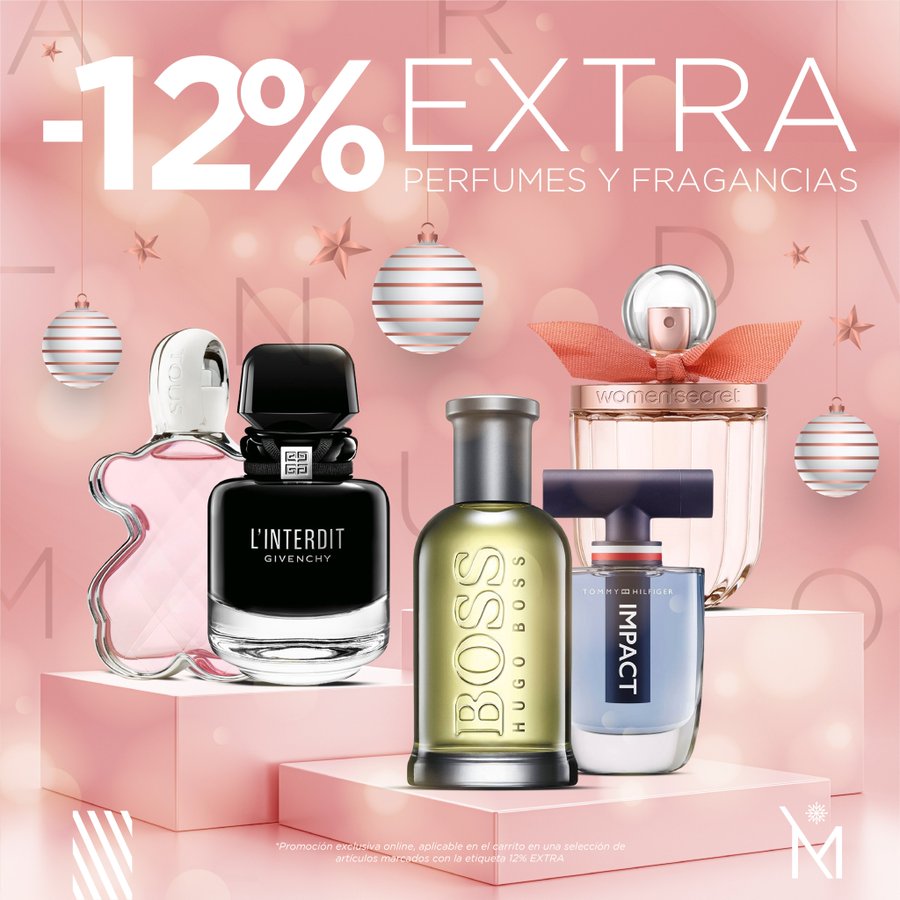 -12% EXTRA
PERFUMES Y FRAGANCIAS
TOUS
women'secret
L'INTERDIT
GIVENCHY
BOSS
HUGO BOSS
TOMMY HILFIGER
IMPACT
*Promoción exclusiva online, aplicable en el carrito en una selección de
artículos marcados con la etiqueta 12% EXTRA